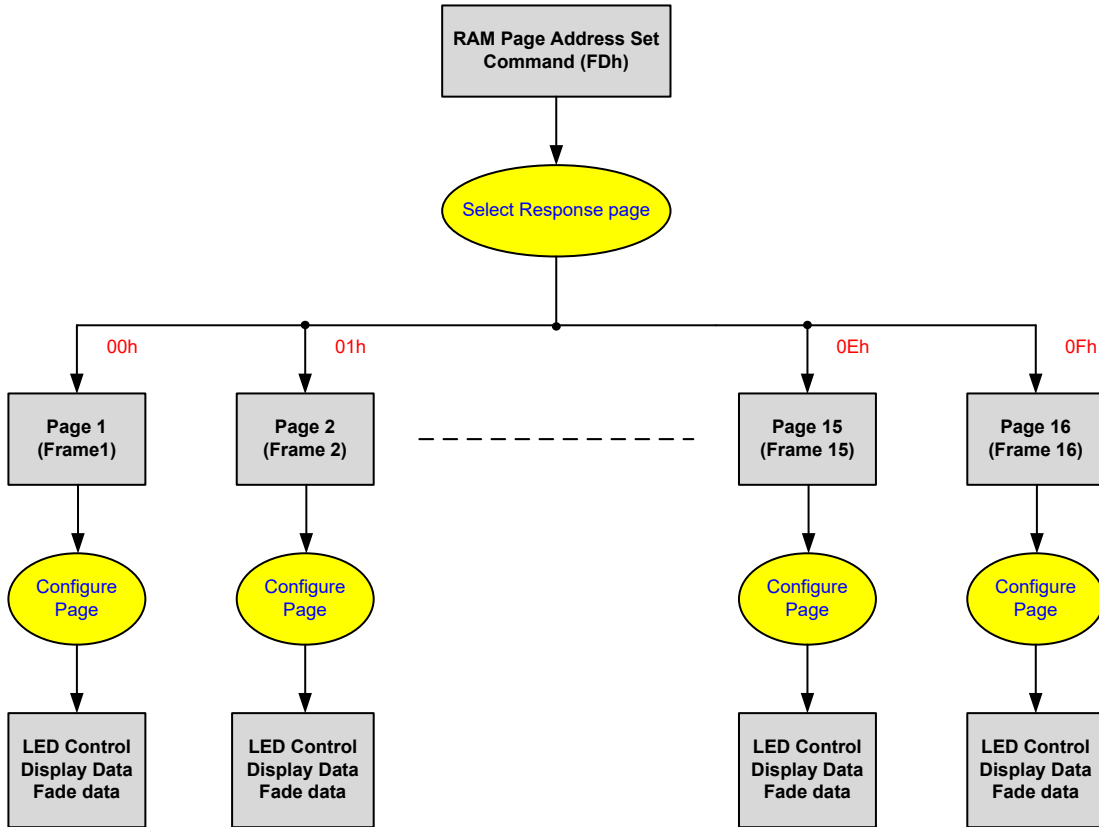 RAM Page Address Set
Command (FDh)
Select Response page
00h
01h
0Eh
0Fh
Page 1
(Frame1)
Page 2
(Frame 2)
Page 15
(Frame 15)
Page 16
(Frame 16)
Configure
Page
Configure
Page
Configure
Page
Configure
Page
LED Control
Display Data
Fade data
LED Control
Display Data
Fade data
LED Control
Display Data
Fade data
LED Control
Display Data
Fade data